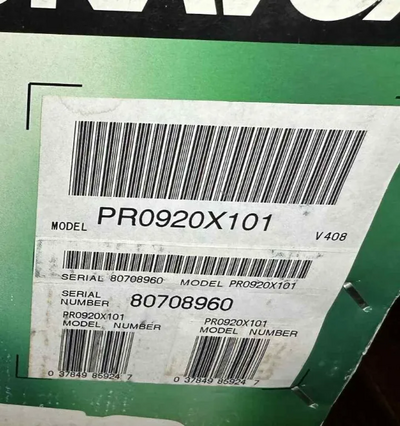 MODEL PR0920X101 V408
SERIAL 80708960 MODEL PR0920X101
SERIAL NUMBER 80708960
PR0920X101 PR0920X101
MODEL NUMBER MODEL NUMBER
0 37849 85924 7 0 37849 85924 7